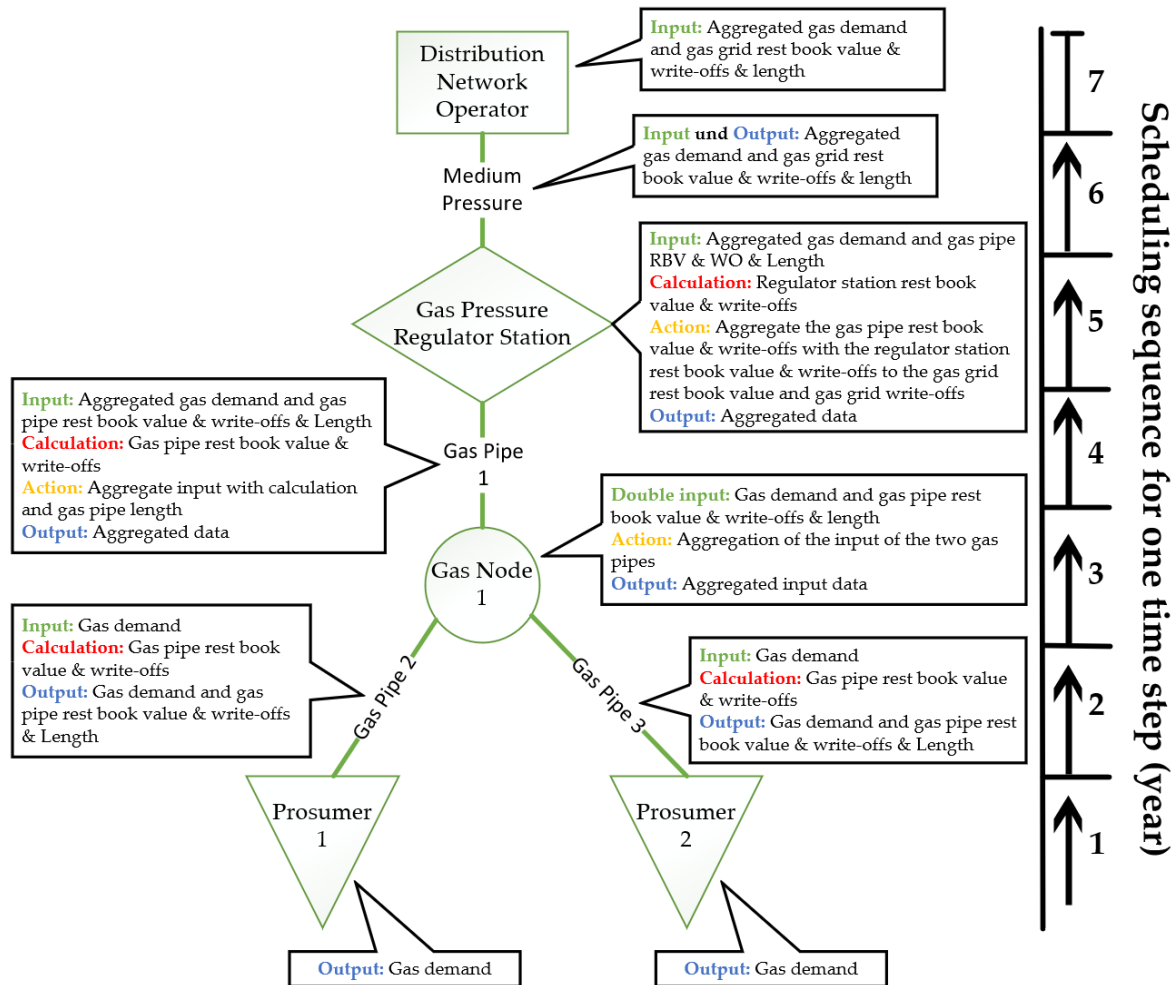 Distribution
Network
Operator
Input: Aggregated gas demand
and gas grid rest book value &
write-offs & length
Input und Output: Aggregated
gas demand and gas grid rest
book value & write-offs & length
Medium
Pressure
Input: Aggregated gas demand and gas pipe
RBV & WO & Length
Calculation: Regulator station rest book
value & write-offs
Action: Aggregate the gas pipe rest book
value & write-offs with the regulator station
rest book value & write-offs to the gas grid
rest book value and gas grid write-offs
Output: Aggregated data
Gas Pressure
Regulator Station
Input: Aggregated gas demand and gas
pipe rest book value & write-offs & Length
Calculation: Gas pipe rest book value &
write-offs
Action: Aggregate input with calculation
and gas pipe length
Output: Aggregated data
Gas Pipe
1
Double input: Gas demand and gas pipe rest
book value & write-offs & length
Action: Aggregation of the input of the two gas
pipes
Output: Aggregated input data
Gas Node
1
Input: Gas demand
Calculation: Gas pipe rest book
value & write-offs
Output: Gas demand and gas
pipe rest book value & write-offs
& Length
Gas Pipe 2
Gas Pipe 3
Input: Gas demand
Calculation: Gas pipe rest book value
& write-offs
Output: Gas demand and gas pipe rest
book value & write-offs & Length
Prosumer
1
Prosumer
2
Output: Gas demand
Output: Gas demand
7
6
5
4
3
2
1
Scheduling sequence for one time step (year)